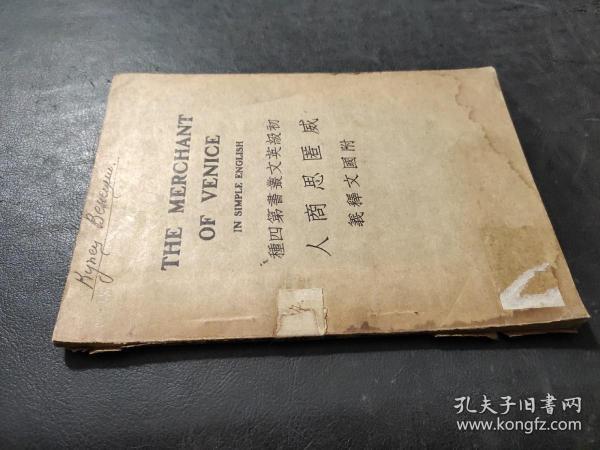 THE MERCHANT
OF VENICE
IN SIMPLE ENGLISH
初級英文叢書第四種
威匿思商人
附國文釋義
孔夫子旧书网
www.kongfz.com